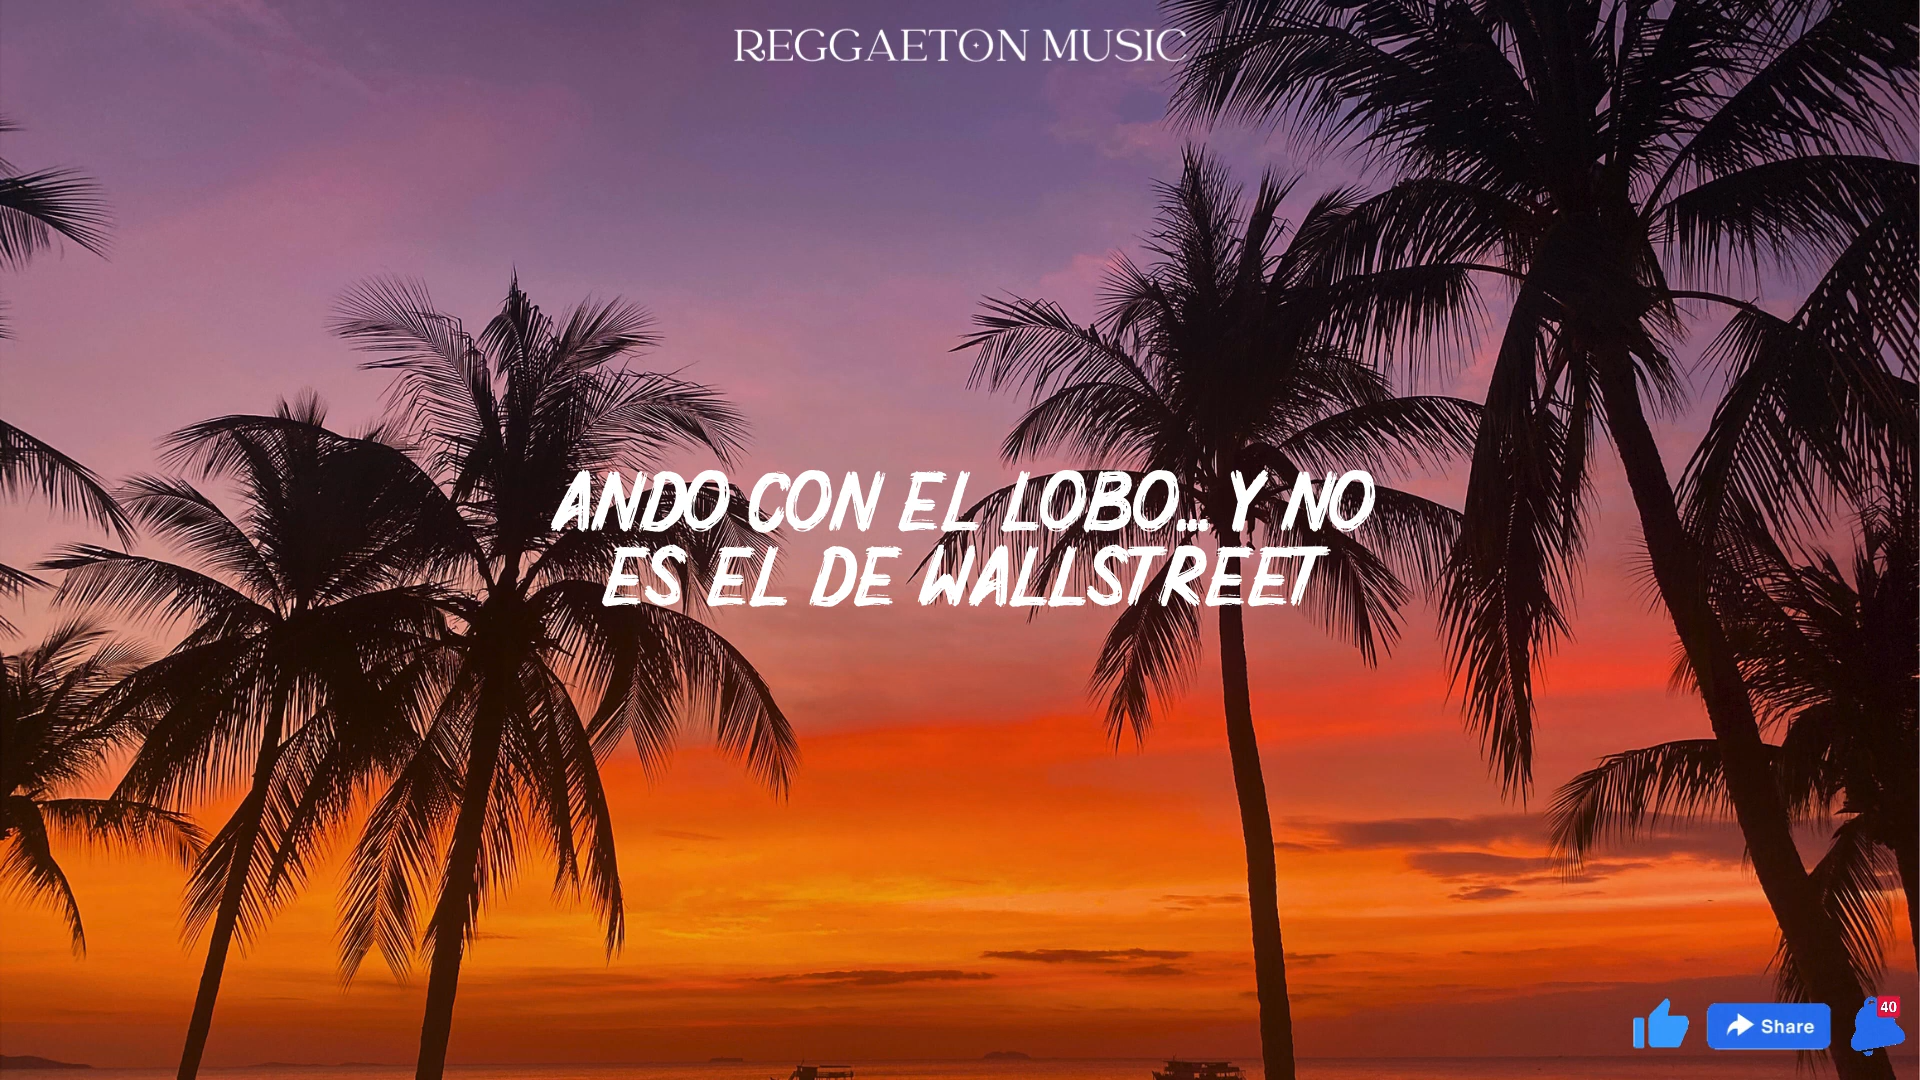 REGGAETON MUSIC
ANDO CON EL LOBO... Y NO
ES EL DE WALLSTREET
Share
40